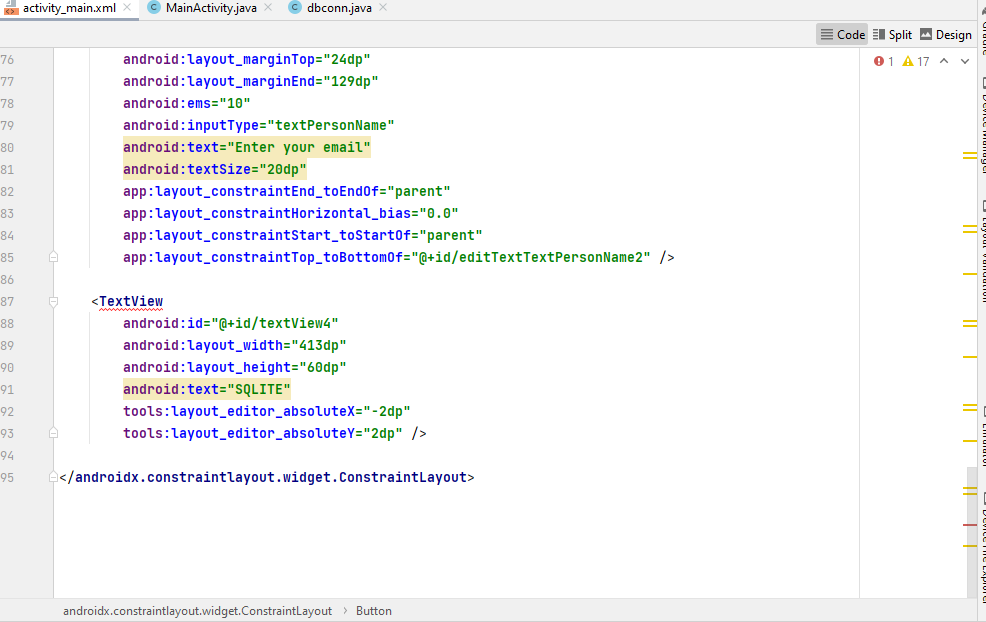 activity_main.xml
MainActivity.java
dbconn.java
Code
Split
Design
1
17
76 android:layout_marginTop="24dp"
77 android:layout_marginEnd="129dp"
78 android:ems="10"
79 android:inputType="textPersonName"
80 android:text="Enter your email"
81 android:textSize="20dp"
82 app:layout_constraintEnd_toEndOf="parent"
83 app:layout_constraintHorizontal_bias="0.0"
84 app:layout_constraintStart_toStartOf="parent"
85 app:layout_constraintTop_toBottomOf="@+id/editTextTextPersonName2" />
86
87 <TextView
88 android:id="@+id/textView4"
89 android:layout_width="413dp"
90 android:layout_height="60dp"
91 android:text="SQLITE"
92 tools:layout_editor_absoluteX="-2dp"
93 tools:layout_editor_absoluteY="2dp" />
94
95 </androidx.constraintlayout.widget.ConstraintLayout>
androidx.constraintlayout.widget.ConstraintLayout
Button